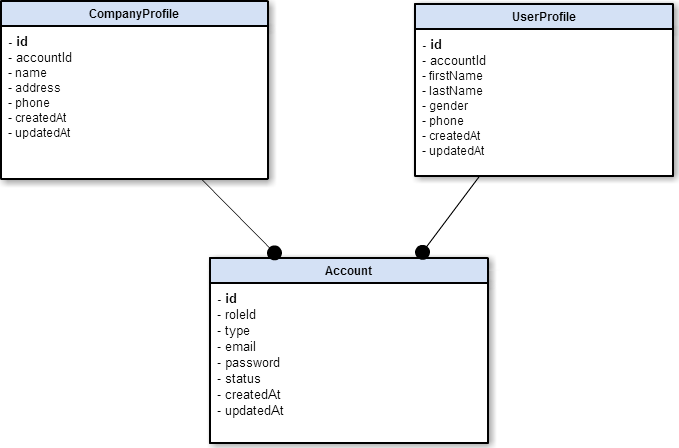 CompanyProfile
- id
- accountId
- name
- address
- phone
- createdAt
- updatedAt
UserProfile
- id
- accountId
- firstName
- lastName
- gender
- phone
- createdAt
- updatedAt
Account
- id
- roleId
- type
- email
- password
- status
- createdAt
- updatedAt